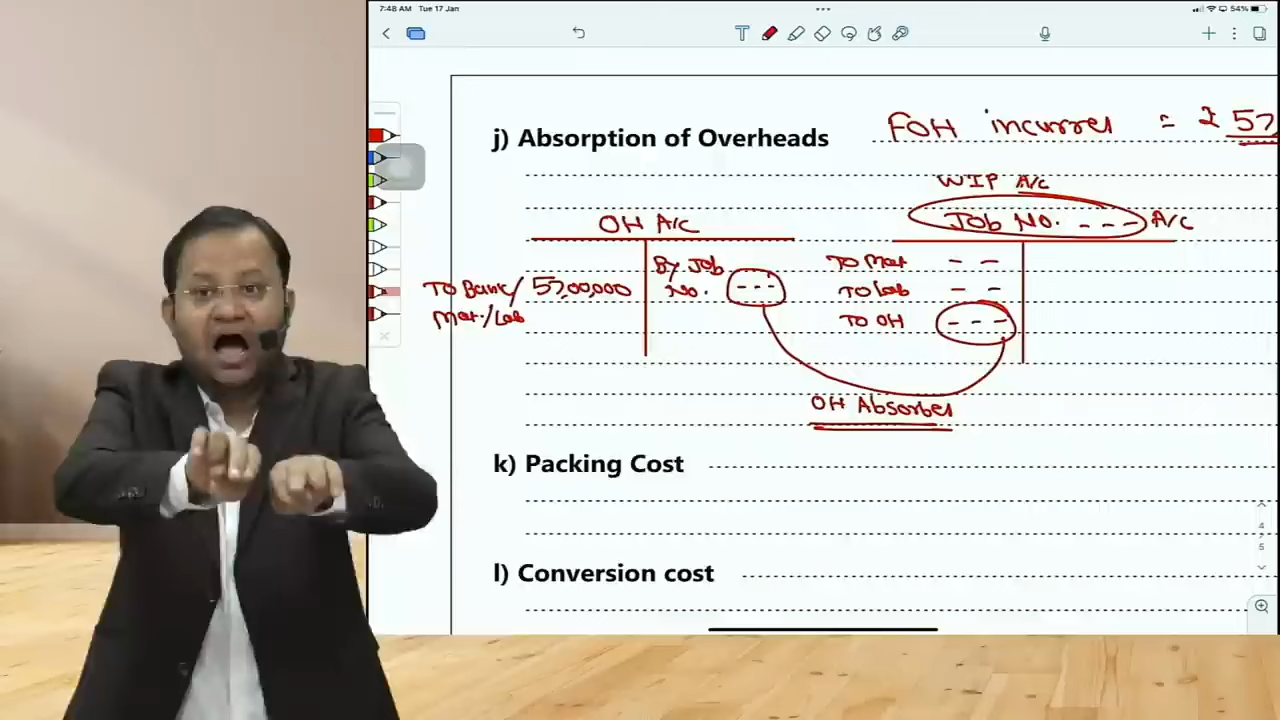 7:48 AM Tue 17 Jan
54%
j) Absorption of Overheads
FOH incurred = ₹ 57
WIP A/c
Job No. --- A/c
OH A/c
To Bank/ 57,00,000
Mat./Lab
By Job
No. ---
To Mat --
To Lab --
To OH ---
OH Absorbed
k) Packing Cost
l) Conversion cost